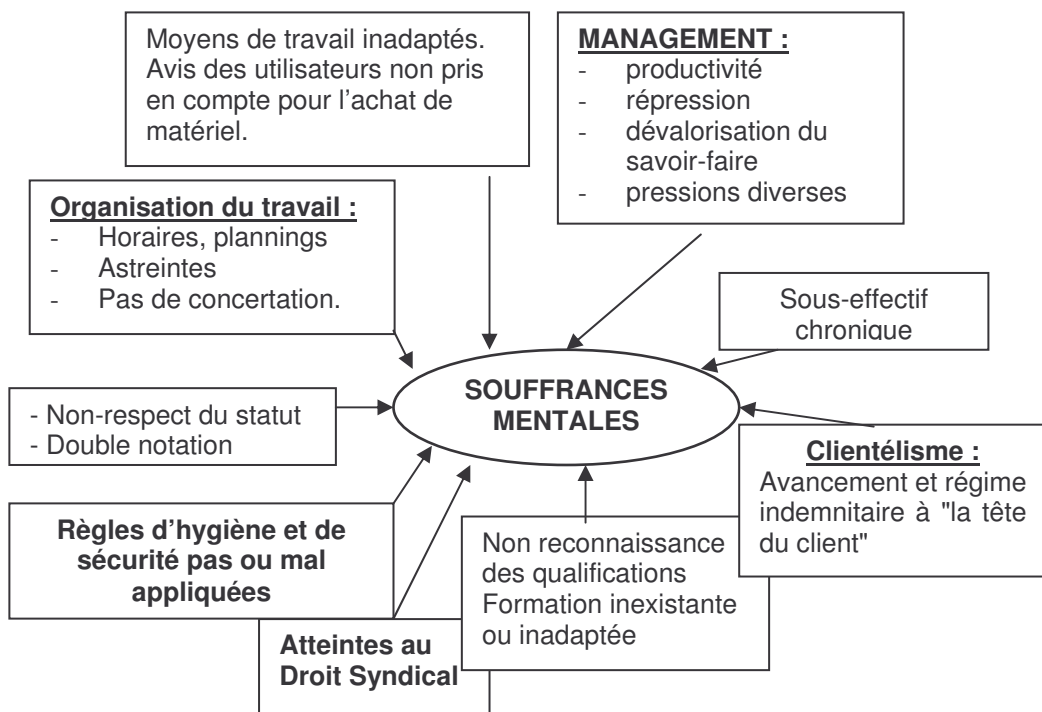 Moyens de travail inadaptés.
Avis des utilisateurs non pris
en compte pour l'achat de
matériel.
MANAGEMENT :
- productivité
- répression
- dévalorisation du
savoir-faire
- pressions diverses
Organisation du travail :
- Horaires, plannings
- Astreintes
- Pas de concertation.
Sous-effectif
chronique
SOUFFRANCES
MENTALES
- Non-respect du statut
- Double notation
Clientélisme :
Avancement et régime
indemnitaire à "la tête
du client"
Règles d'hygiène et de
sécurité pas ou mal
appliquées
Non reconnaissance
des qualifications
Formation inexistante
ou inadaptée
Atteintes au
Droit Syndical